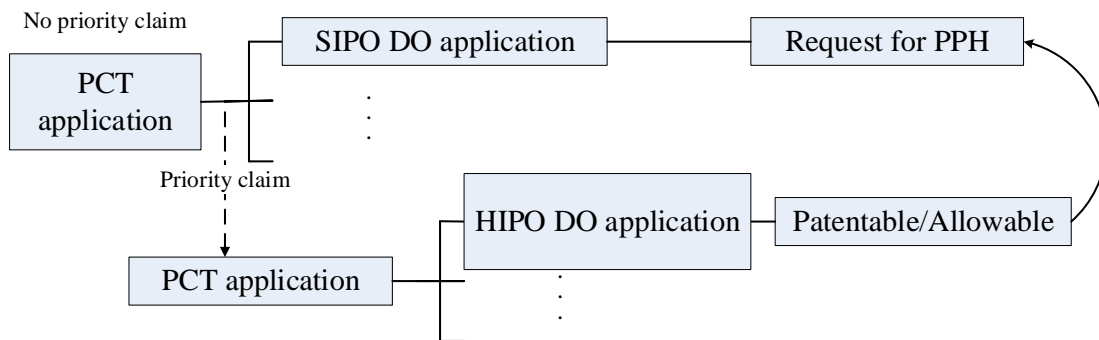 No priority claim
SIPO DO application
Request for PPH
PCT
application
Priority claim
HIPO DO application
Patentable/Allowable
PCT application